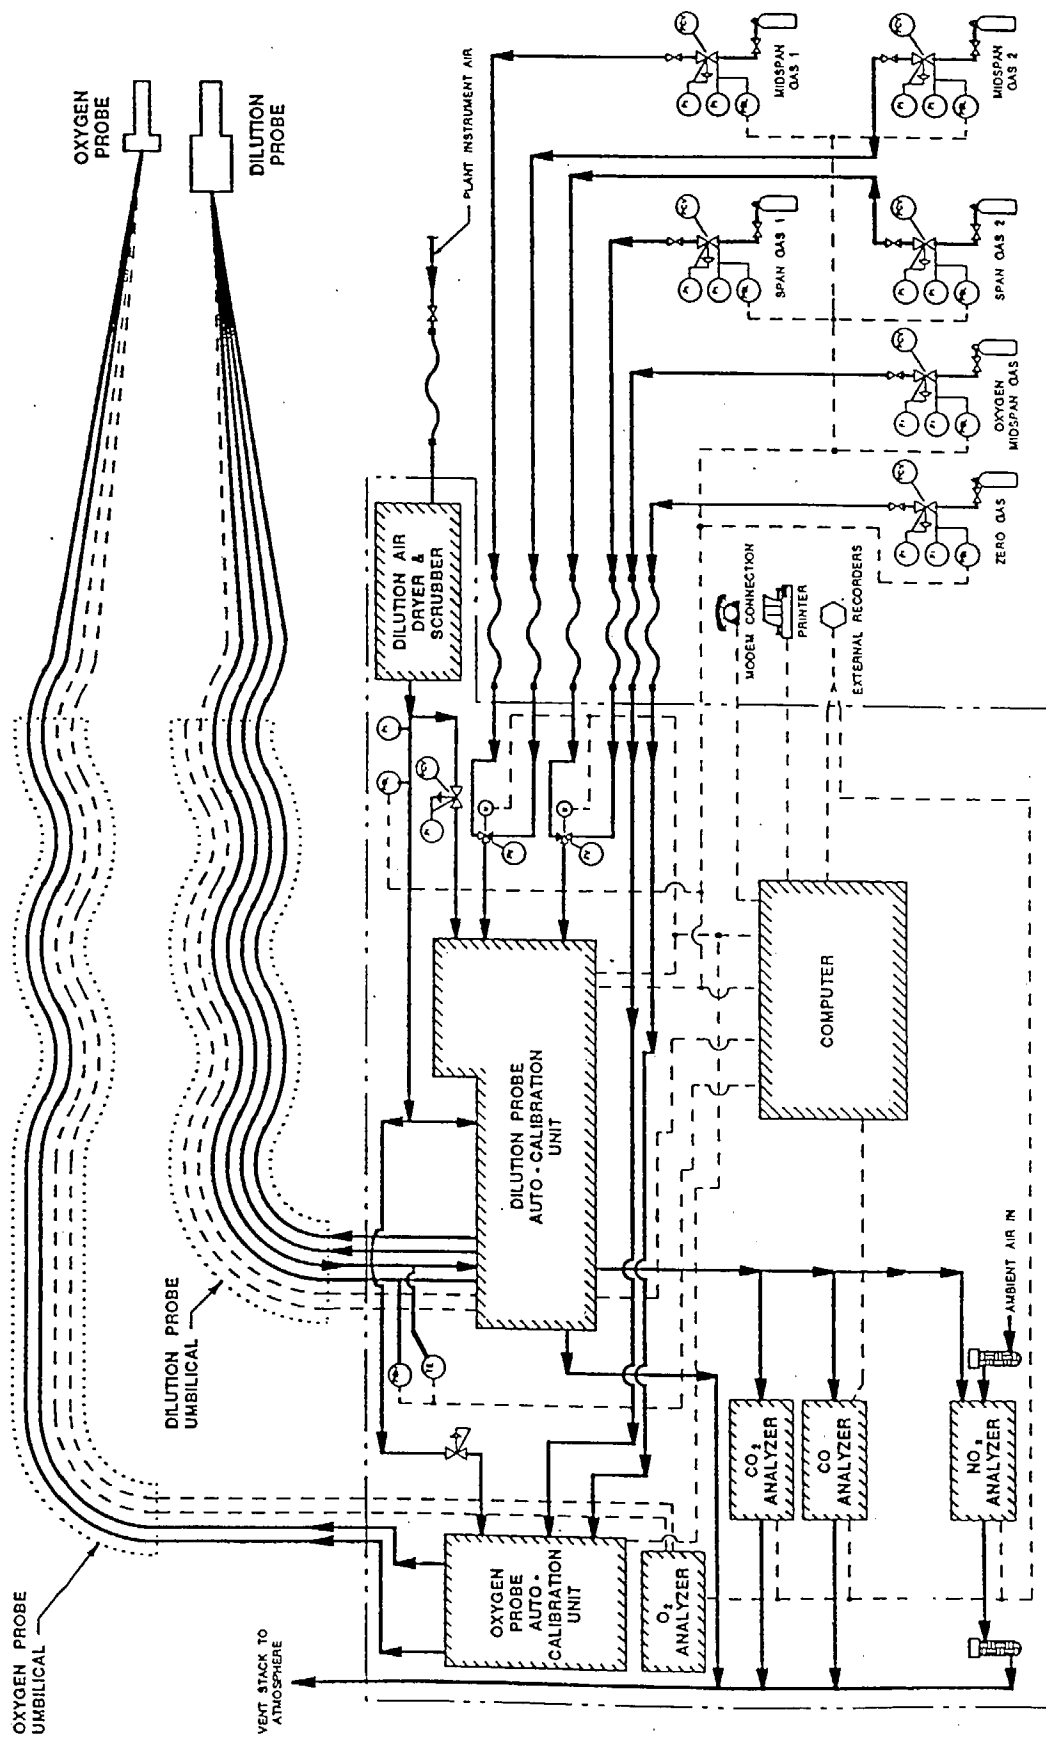 OXYGEN
PROBE
DILUTION
PROBE
PLANT INSTRUMENT AIR
MIDSPAN
GAS 1
MIDSPAN
GAS 2
SPAN GAS 1
SPAN GAS 2
OXYGEN
MIDSPAN GAS
ZERO GAS
DILUTION AIR
DRYER &
SCRUBBER
MODEM CONNECTION
PRINTER
EXTERNAL RECORDERS
DILUTION PROBE
AUTO-CALIBRATION
UNIT
COMPUTER
DILUTION PROBE
UMBILICAL
AMBIENT AIR IN
CO2
ANALYZER
CO
ANALYZER
OXYGEN
PROBE
AUTO-
CALIBRATION
UNIT
O2
ANALYZER
OXYGEN PROBE
UMBILICAL
VENT STACK TO
ATMOSPHERE